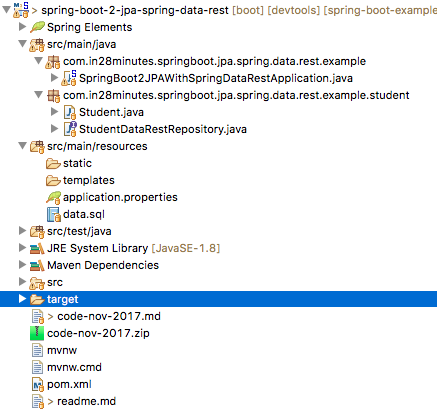 > spring-boot-2-jpa-spring-data-rest [boot] [devtools] [spring-boot-example
Spring Elements
src/main/java
com.in28minutes.springboot.jpa.spring.data.rest.example
SpringBoot2JPAWithSpringDataRestApplication.java
com.in28minutes.springboot.jpa.spring.data.rest.example.student
Student.java
StudentDataRestRepository.java
src/main/resources
static
templates
application.properties
data.sql
src/test/java
JRE System Library [JavaSE-1.8]
Maven Dependencies
src
target
> code-nov-2017.md
code-nov-2017.zip
mvnw
mvnw.cmd
pom.xml
> readme.md